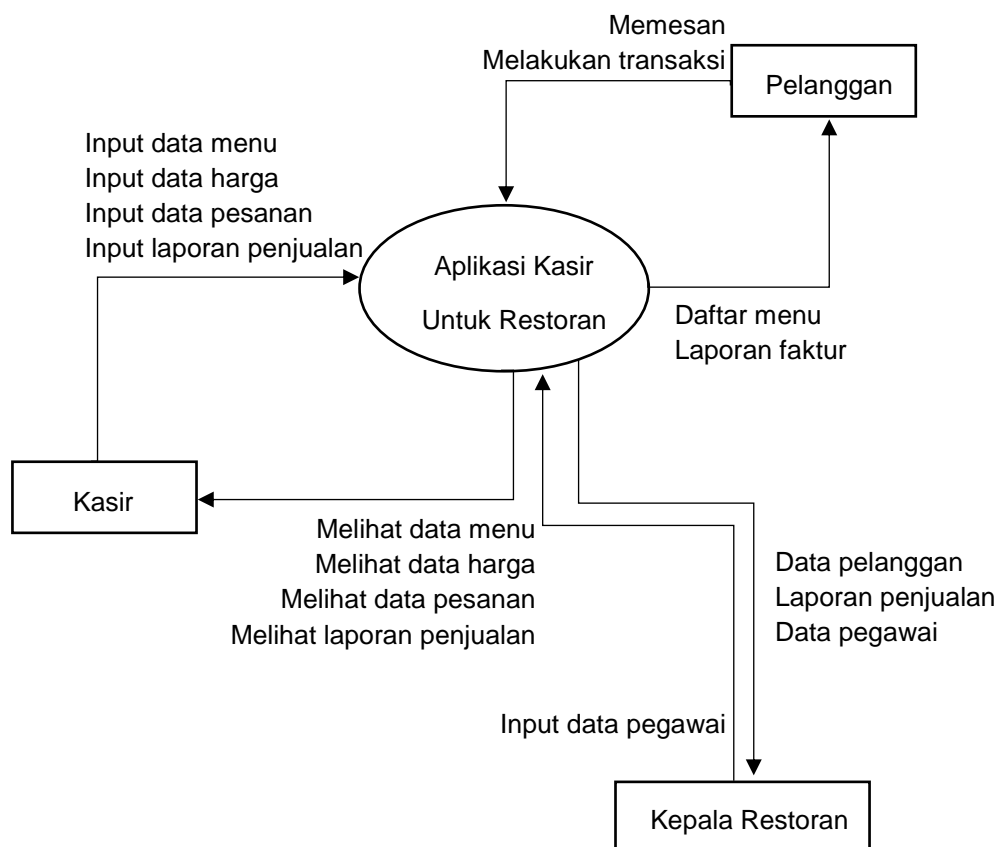 Memesan
Melakukan transaksi
Pelanggan
Input data menu
Input data harga
Input data pesanan
Input laporan penjualan
Aplikasi Kasir
Untuk Restoran
Daftar menu
Laporan faktur
Kasir
Melihat data menu
Melihat data harga
Melihat data pesanan
Melihat laporan penjualan
Data pelanggan
Laporan penjualan
Data pegawai
Input data pegawai
Kepala Restoran